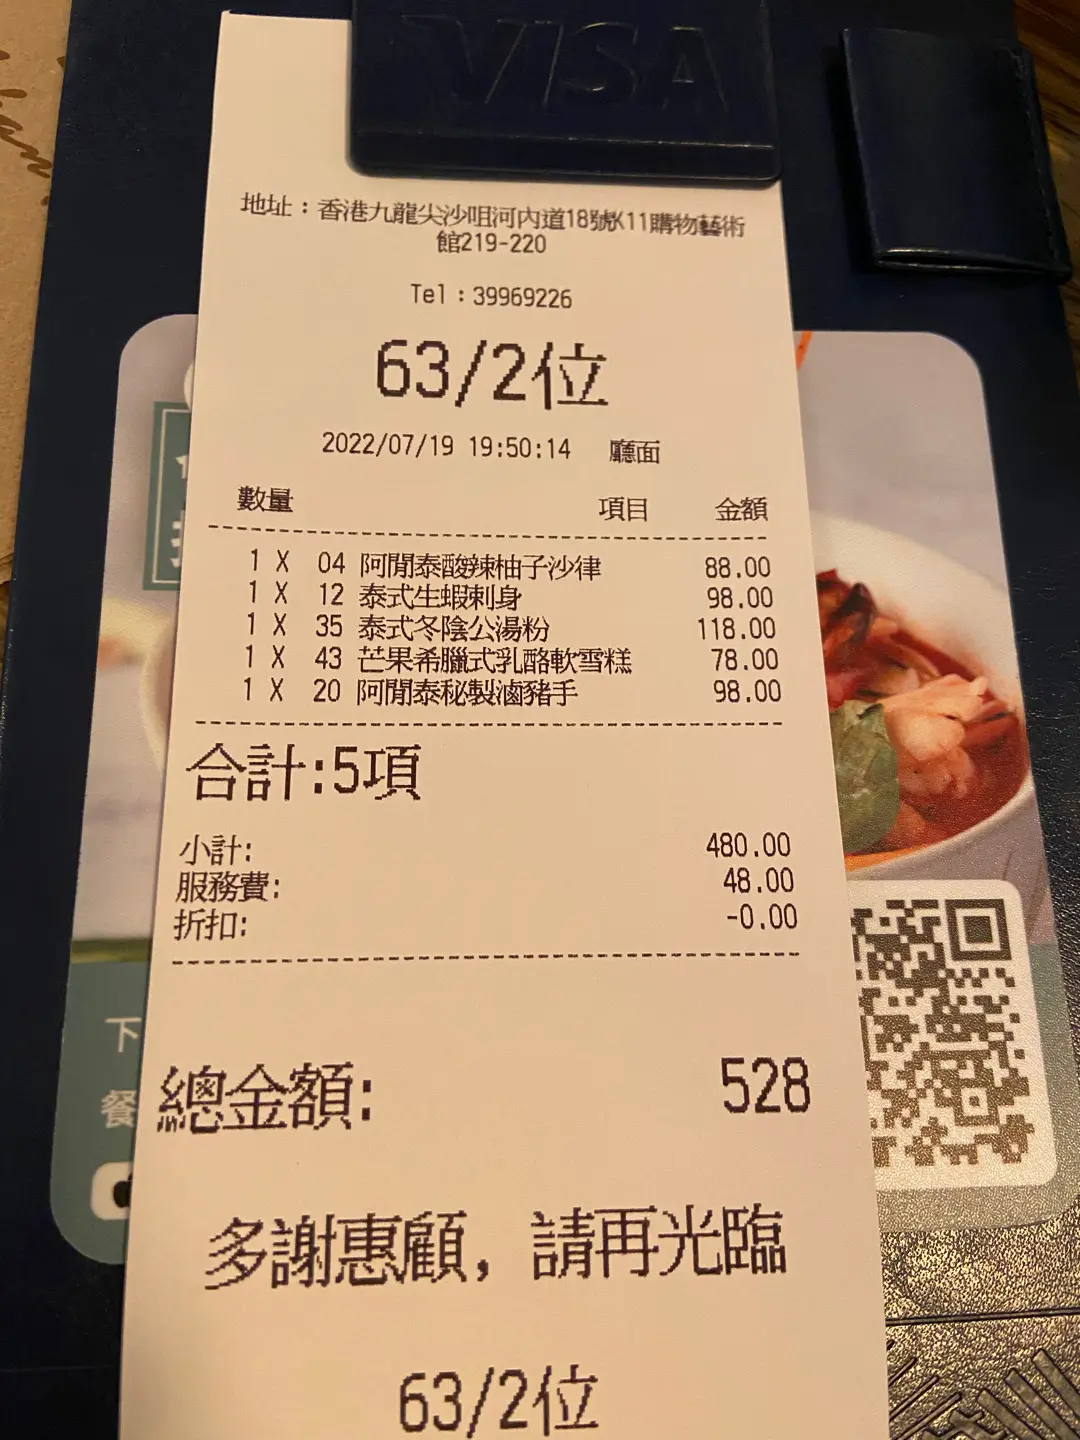 VISA
地址：香港九龍尖沙咀河內道18號K11購物藝術
館219-220
Tel：39969226
63/2位
2022/07/19 19:50:14 廳面
數量 項目 金額
1 X 04 阿閒泰酸辣柚子沙律 88.00
1 X 12 泰式生蝦刺身 98.00
1 X 35 泰式冬陰公湯粉 118.00
1 X 43 芒果希臘式乳酪軟雪糕 78.00
1 X 20 阿閒泰秘製滷豬手 98.00
合計:5項
小計: 480.00
服務費: 48.00
折扣: -0.00
總金額: 528
多謝惠顧，請再光臨
63/2位
下
餐